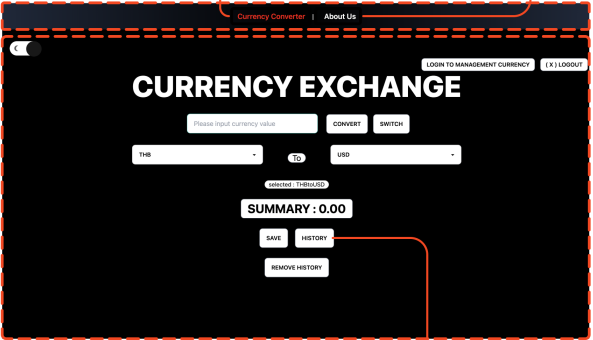 Currency Converter | About Us
LOGIN TO MANAGEMENT CURRENCY ( X ) LOGOUT
CURRENCY EXCHANGE
Please input currency value CONVERT SWITCH
THB To USD
selected : THBtoUSD
SUMMARY : 0.00
SAVE HISTORY
REMOVE HISTORY